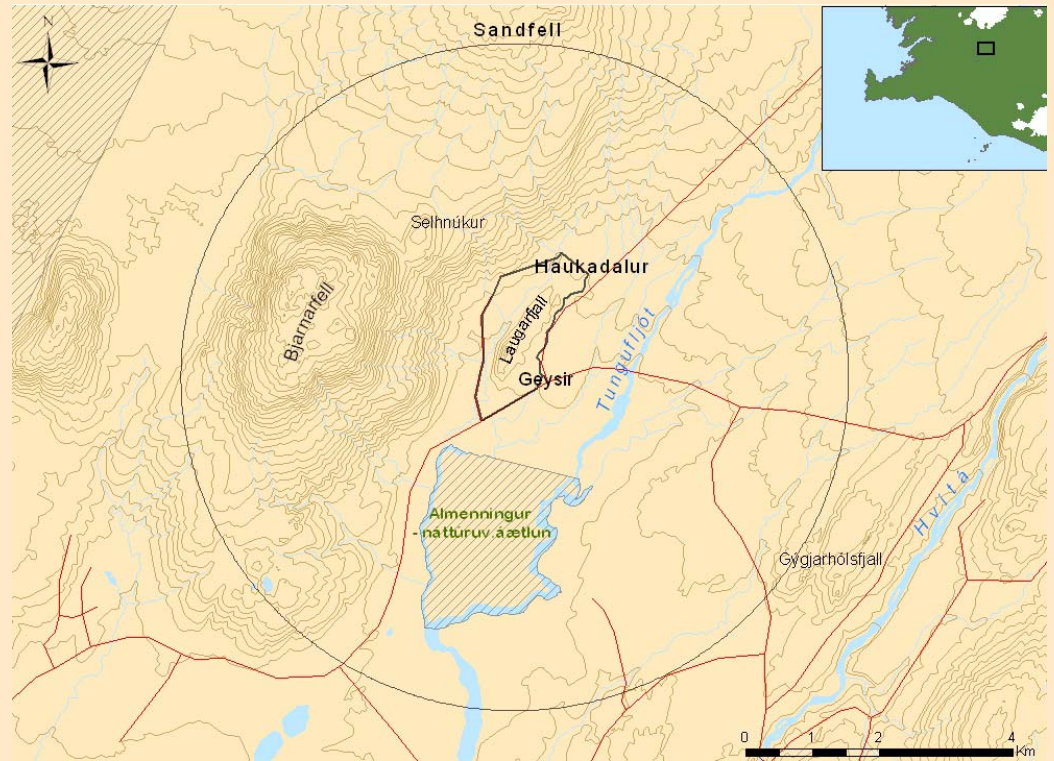 N
Sandfell
Selhnúkur
Haukadalur
Bjarnarfell
Laugarfjall
Geysir
Tungufljót
Almenningur
- náttúruv.áætlun
Hvítá
Gýgjarhólsfjall
0 1 2 4
Km